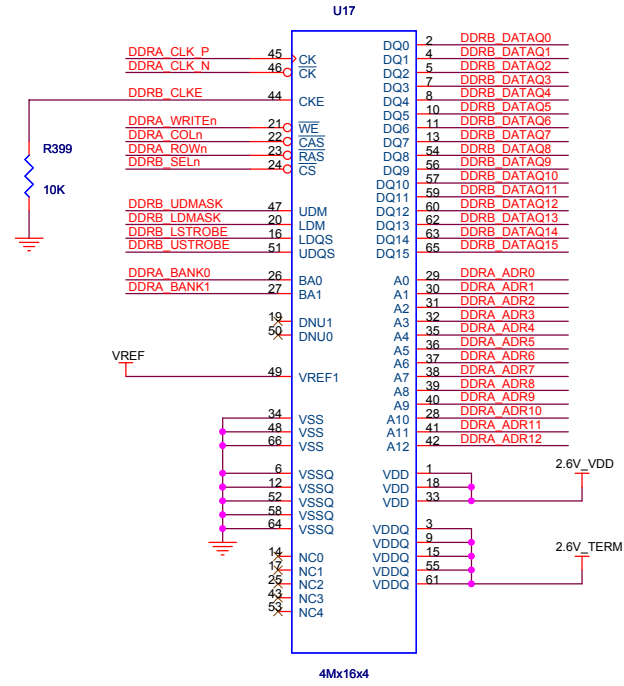 U17
DDRA_CLK_P 45 CK
DDRA_CLK_N 46 CK
DDRB_CLKE 44 CKE
DDRA_WRITEn 21 WE
DDRA_COLn 22 CAS
DDRA_ROWn 23 RAS
DDRB_SELn 24 CS
R399
10K
DDRB_UDMASK 47 UDM
DDRB_LDMASK 20 LDM
DDRB_LSTROBE 16 LDQS
DDRB_USTROBE 51 UDQS
DDRA_BANK0 26 BA0
DDRA_BANK1 27 BA1
19 DNU1
50 DNU0
VREF
49 VREF1
34 VSS
48 VSS
66 VSS
6 VSSQ
12 VSSQ
52 VSSQ
58 VSSQ
64 VSSQ
14 NC0
17 NC1
25 NC2
43 NC3
53 NC4
DQ0 2 DDRB_DATAQ0
DQ1 4 DDRB_DATAQ1
DQ2 5 DDRB_DATAQ2
DQ3 7 DDRB_DATAQ3
DQ4 8 DDRB_DATAQ4
DQ5 10 DDRB_DATAQ5
DQ6 11 DDRB_DATAQ6
DQ7 13 DDRB_DATAQ7
DQ8 54 DDRB_DATAQ8
DQ9 56 DDRB_DATAQ9
DQ10 57 DDRB_DATAQ10
DQ11 59 DDRB_DATAQ11
DQ12 60 DDRB_DATAQ12
DQ13 62 DDRB_DATAQ13
DQ14 63 DDRB_DATAQ14
DQ15 65 DDRB_DATAQ15
A0 29 DDRA_ADR0
A1 30 DDRA_ADR1
A2 31 DDRA_ADR2
A3 32 DDRA_ADR3
A4 35 DDRA_ADR4
A5 36 DDRA_ADR5
A6 37 DDRA_ADR6
A7 38 DDRA_ADR7
A8 39 DDRA_ADR8
A9 40 DDRA_ADR9
A10 28 DDRA_ADR10
A11 41 DDRA_ADR11
A12 42 DDRA_ADR12
2.6V_VDD
VDD 1
VDD 18
VDD 33
VDDQ 3
VDDQ 9
VDDQ 15
VDDQ 55
VDDQ 61
2.6V_TERM
4Mx16x4